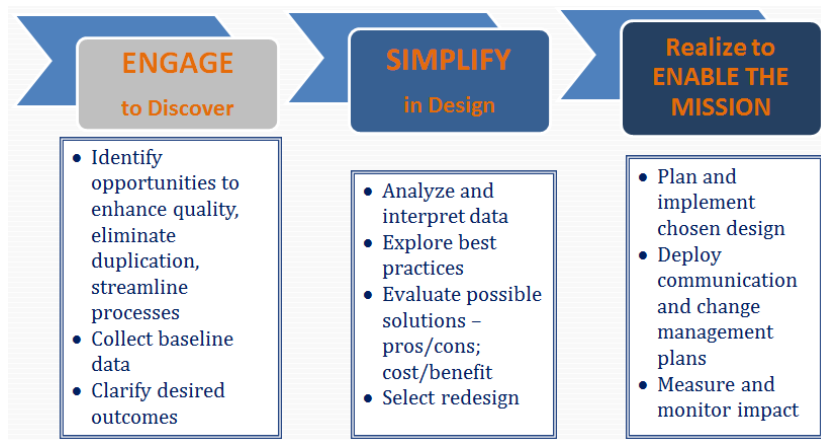 ENGAGE
to Discover
• Identify
opportunities to
enhance quality,
eliminate
duplication,
streamline
processes
• Collect baseline
data
• Clarify desired
outcomes
SIMPLIFY
in Design
• Analyze and
interpret data
• Explore best
practices
• Evaluate possible
solutions –
pros/cons;
cost/benefit
• Select redesign
Realize to
ENABLE THE
MISSION
• Plan and
implement
chosen design
• Deploy
communication
and change
management
plans
• Measure and
monitor impact